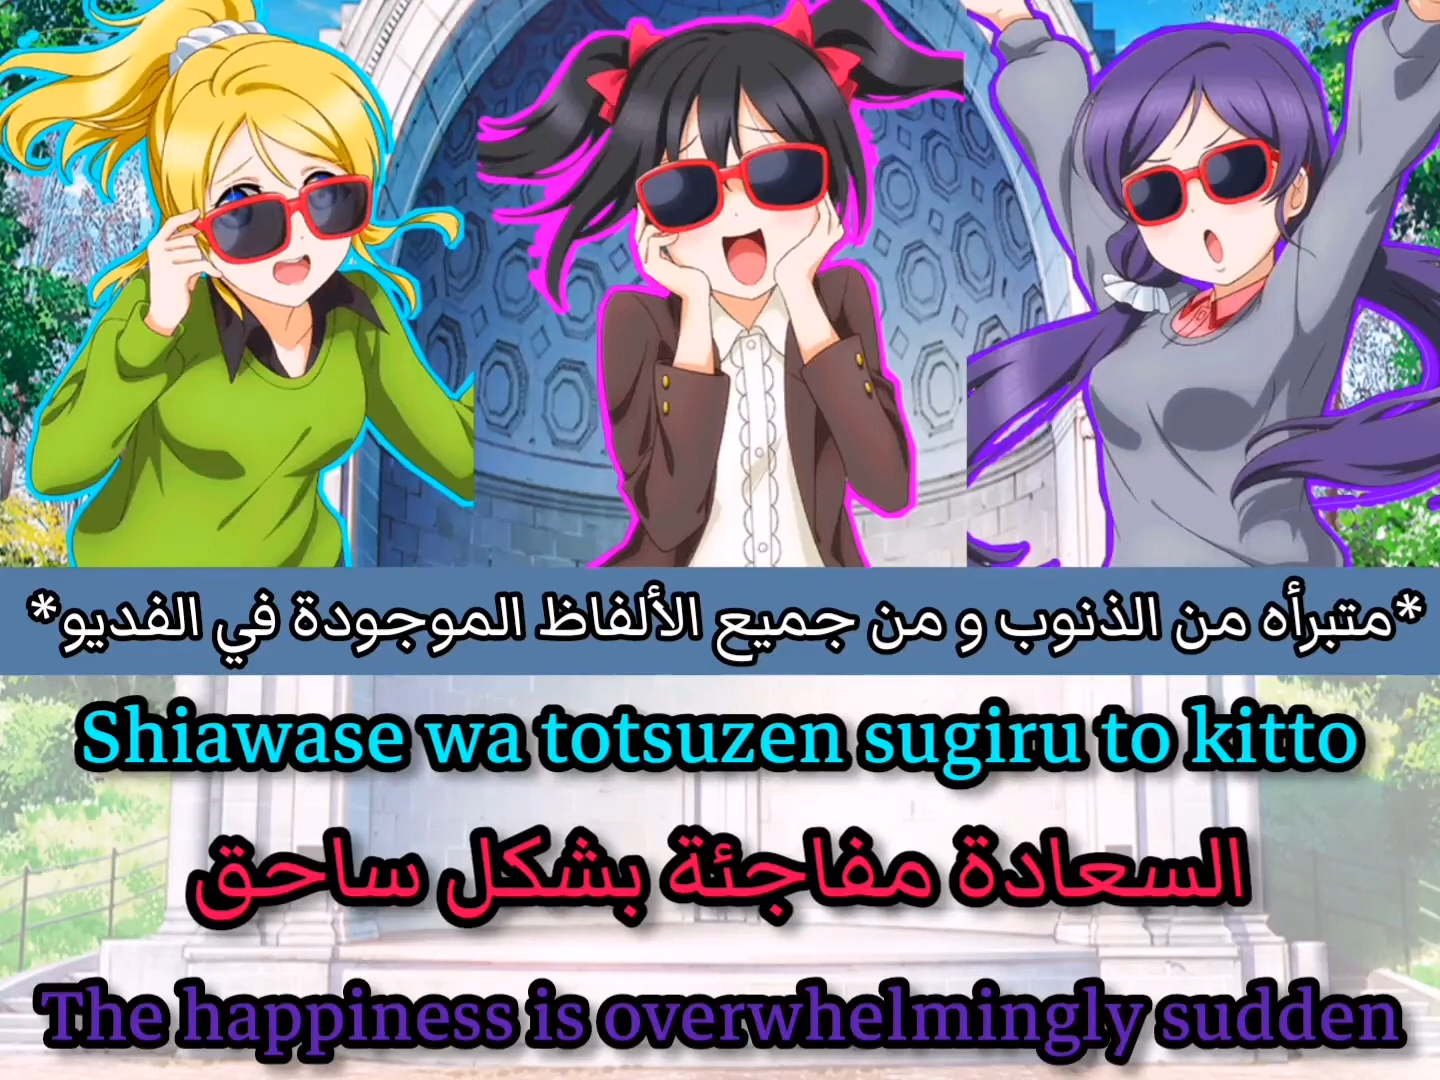 *متبرأه من الذنوب و من جميع الألفاظ الموجودة في الفديو*
Shiawase wa totsuzen sugiru to kitto
السعادة مفاجئة بشكل ساحق
The happiness is overwhelmingly sudden